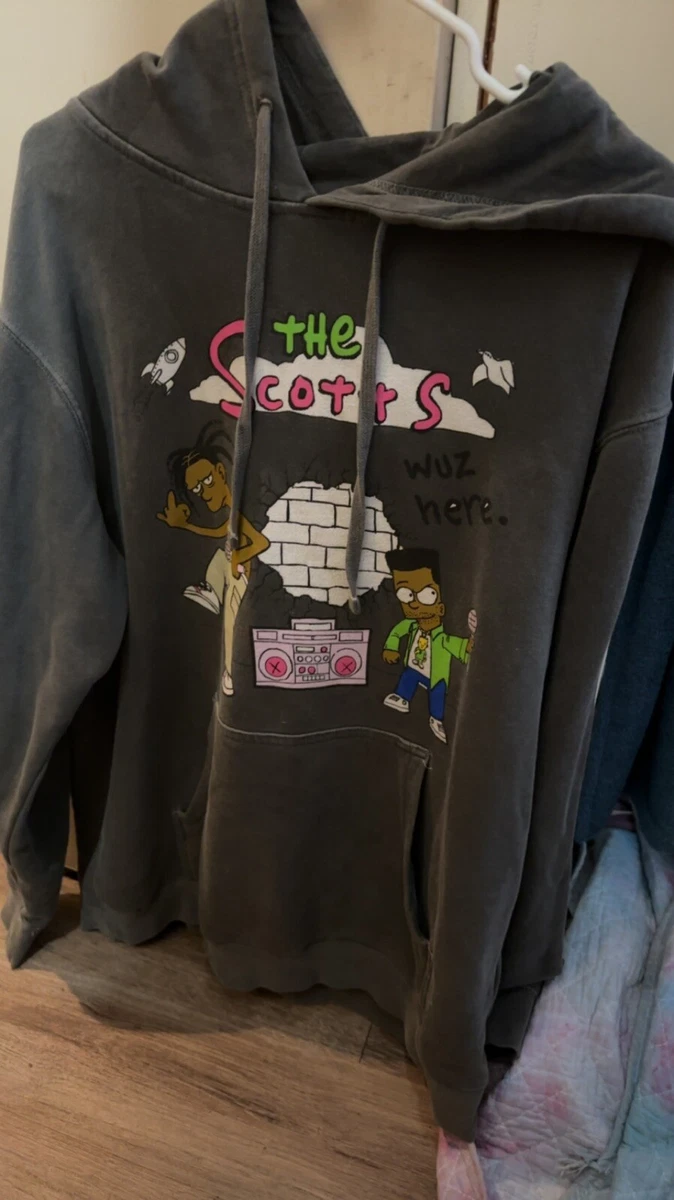 THe
ScottS
wuz
here.